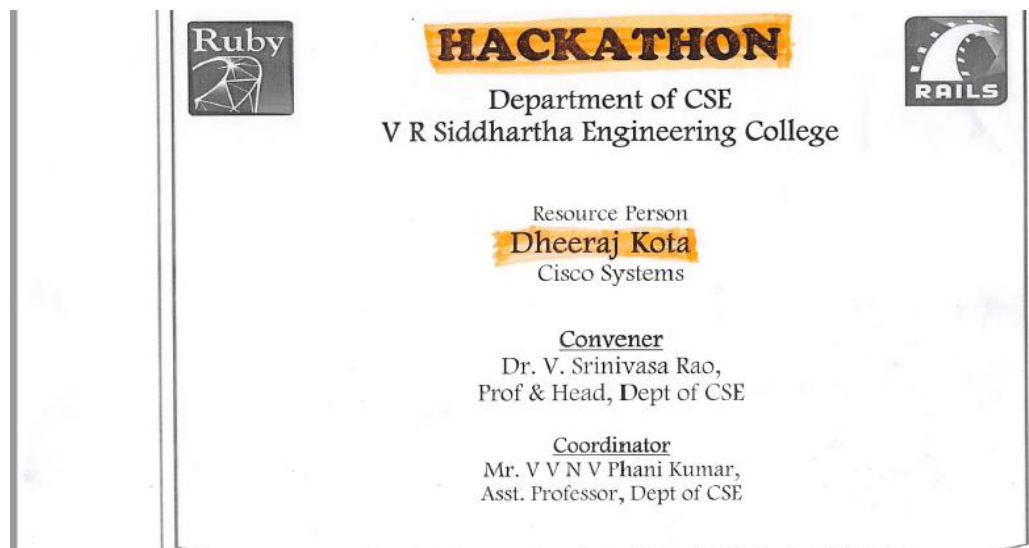 Ruby
HACKATHON
RAILS
Department of CSE
V R Siddhartha Engineering College
Resource Person
Dheeraj Kota
Cisco Systems
Convener
Dr. V. Srinivasa Rao,
Prof & Head, Dept of CSE
Coordinator
Mr. V V N V Phani Kumar,
Asst. Professor, Dept of CSE